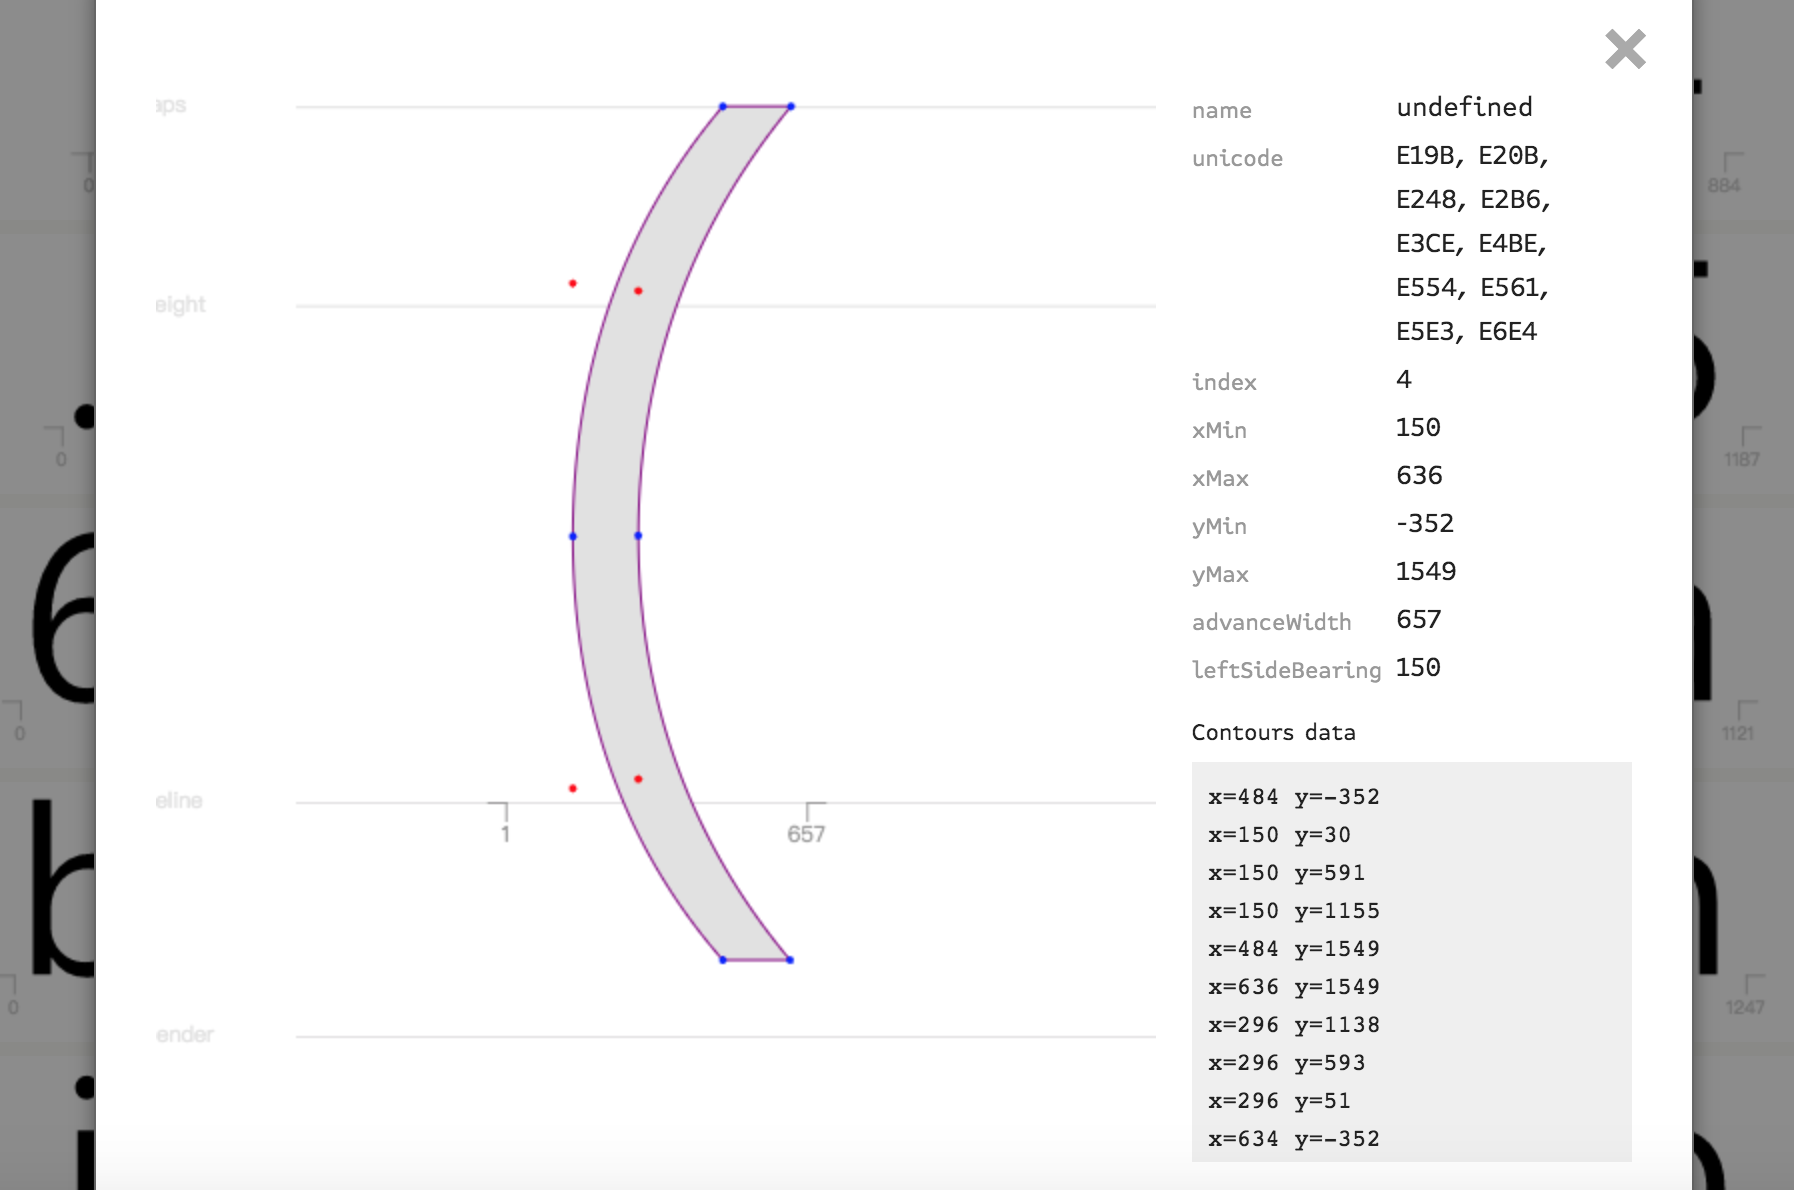 aps
eight
eline
1
657
ender
name undefined
unicode E19B, E20B,
E248, E2B6,
E3CE, E4BE,
E554, E561,
E5E3, E6E4
index 4
xMin 150
xMax 636
yMin -352
yMax 1549
advanceWidth 657
leftSideBearing 150
Contours data
x=484 y=-352
x=150 y=30
x=150 y=591
x=150 y=1155
x=484 y=1549
x=636 y=1549
x=296 y=1138
x=296 y=593
x=296 y=51
x=634 y=-352
0
0
6
0
b
0
884
1187
1121
1247